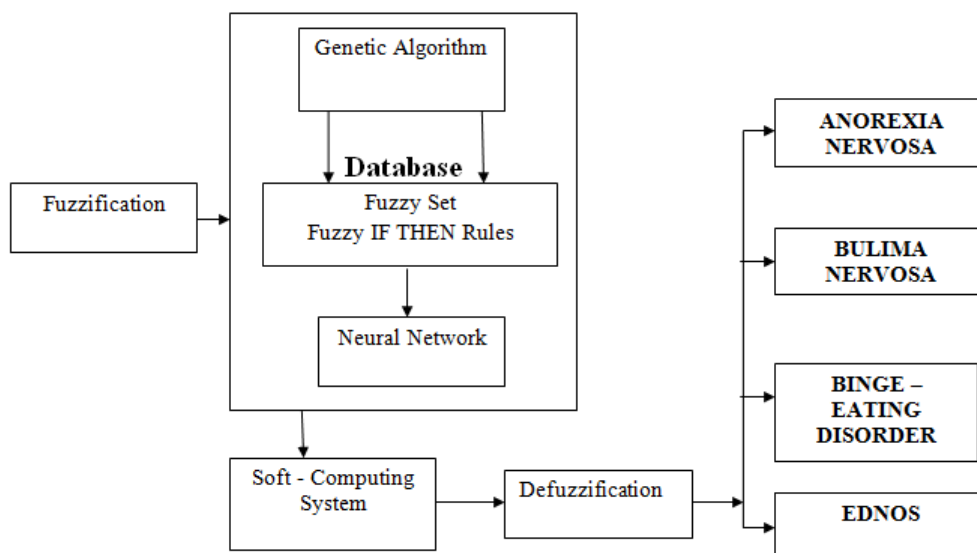 Genetic Algorithm
Database
Fuzzification
Fuzzy Set
Fuzzy IF THEN Rules
Neural Network
Soft - Computing
System
Defuzzification
ANOREXIA
NERVOSA
BULIMA
NERVOSA
BINGE –
EATING
DISORDER
EDNOS